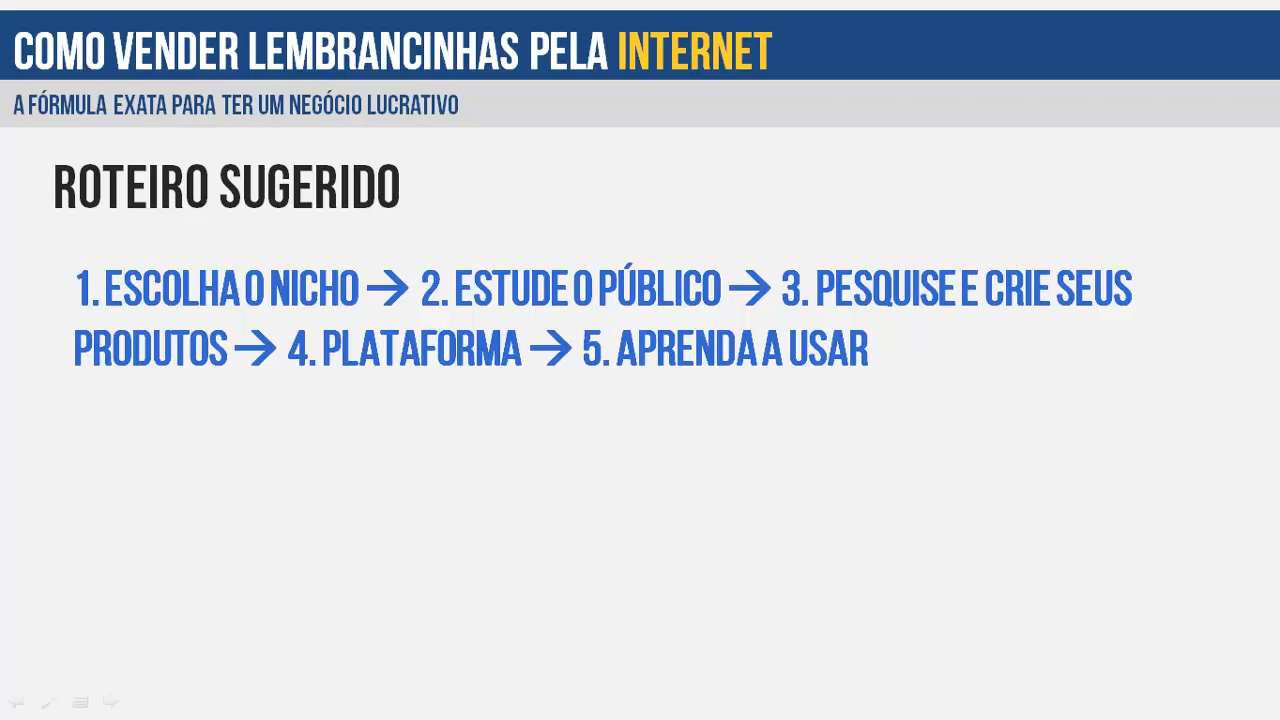 COMO VENDER LEMBRANCINHAS PELA INTERNET
A FÓRMULA EXATA PARA TER UM NEGÓCIO LUCRATIVO
ROTEIRO SUGERIDO
1. ESCOLHA O NICHO → 2. ESTUDE O PÚBLICO → 3. PESQUISE E CRIE SEUS
PRODUTOS → 4. PLATAFORMA → 5. APRENDA A USAR